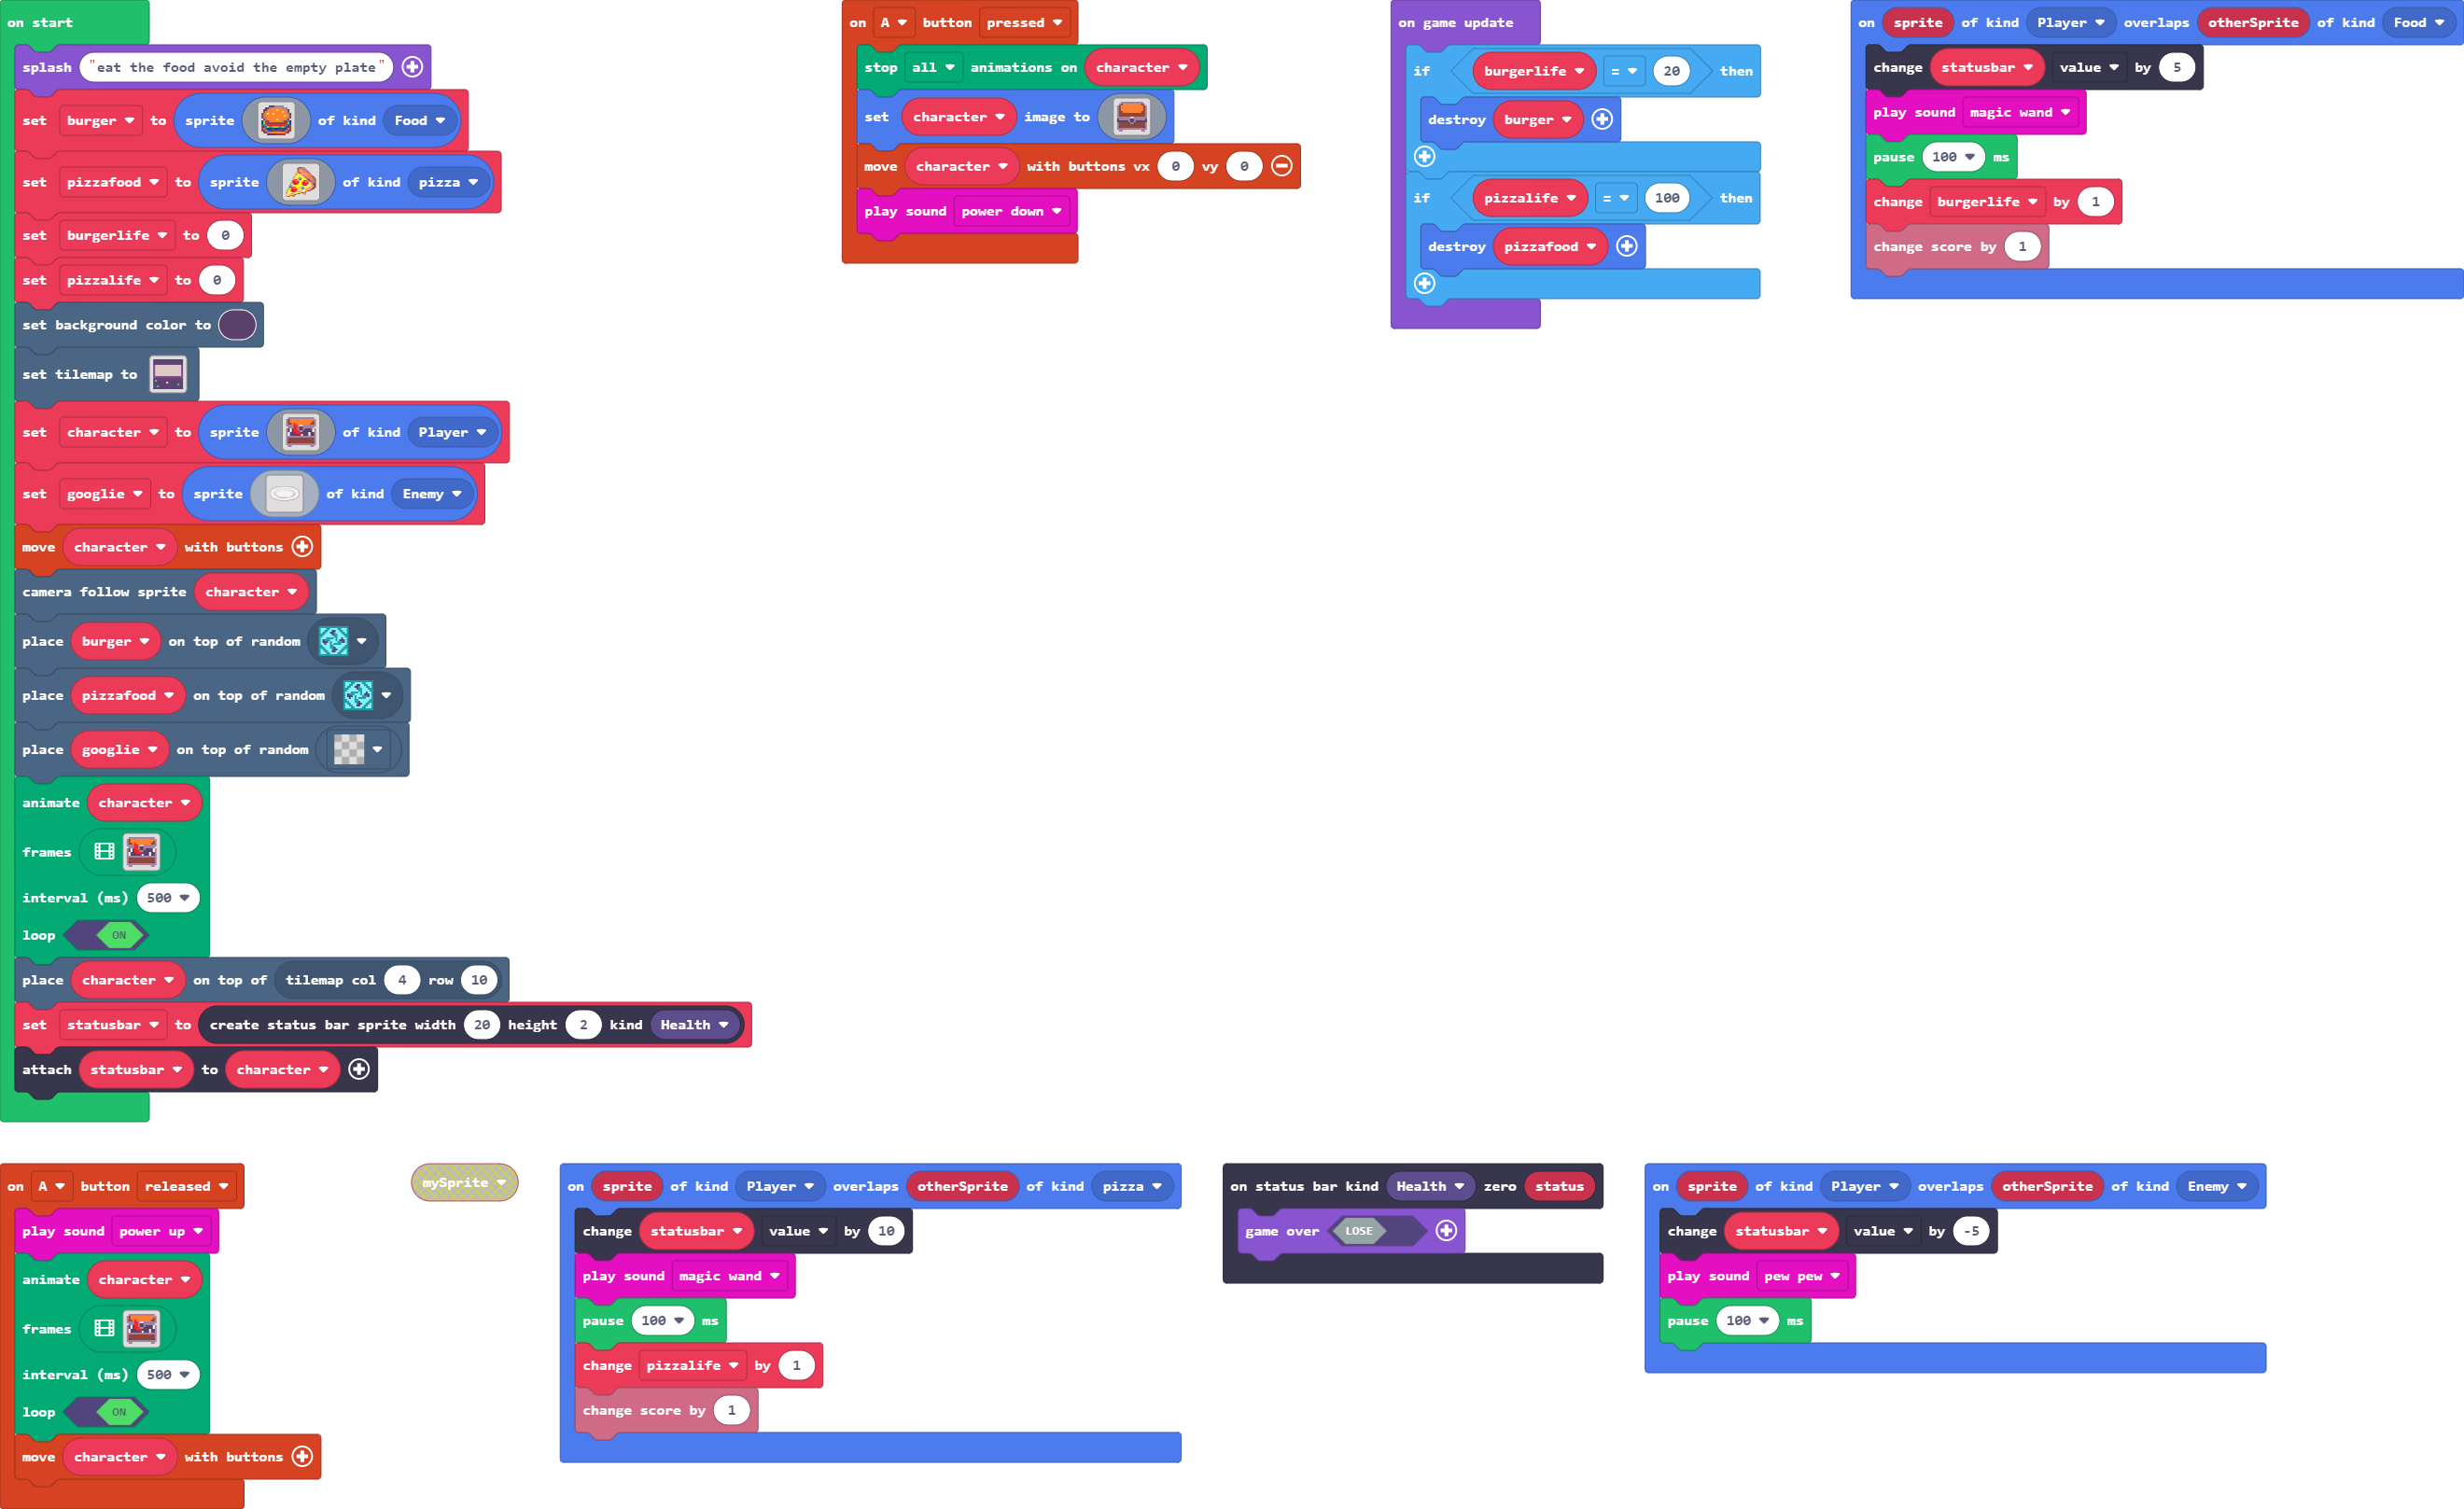 on start
splash "eat the food avoid the empty plate"
set burger to sprite of kind Food
set pizzafood to sprite of kind pizza
set burgerlife to 0
set pizzalife to 0
set background color to
set tilemap to
set character to sprite of kind Player
set googlie to sprite of kind Enemy
move character with buttons
camera follow sprite character
place burger on top of random
place pizzafood on top of random
place googlie on top of random
animate character
frames
interval (ms) 500
loop ON
place character on top of tilemap col 4 row 10
set statusbar to create status bar sprite width 20 height 2 kind Health
attach statusbar to character
on A button pressed
stop all animations on character
set character image to
move character with buttons vx 0 vy 0
play sound power down
on game update
if burgerlife = 20 then
destroy burger
if pizzalife = 100 then
destroy pizzafood
on sprite of kind Player overlaps otherSprite of kind Food
change statusbar value by 5
play sound magic wand
pause 100 ms
change burgerlife by 1
change score by 1
on A button released
play sound power up
animate character
frames
interval (ms) 500
loop ON
move character with buttons
mySprite
on sprite of kind Player overlaps otherSprite of kind pizza
change statusbar value by 10
play sound magic wand
pause 100 ms
change pizzalife by 1
change score by 1
on status bar kind Health zero status
game over LOSE
on sprite of kind Player overlaps otherSprite of kind Enemy
change statusbar value by -5
play sound pew pew
pause 100 ms